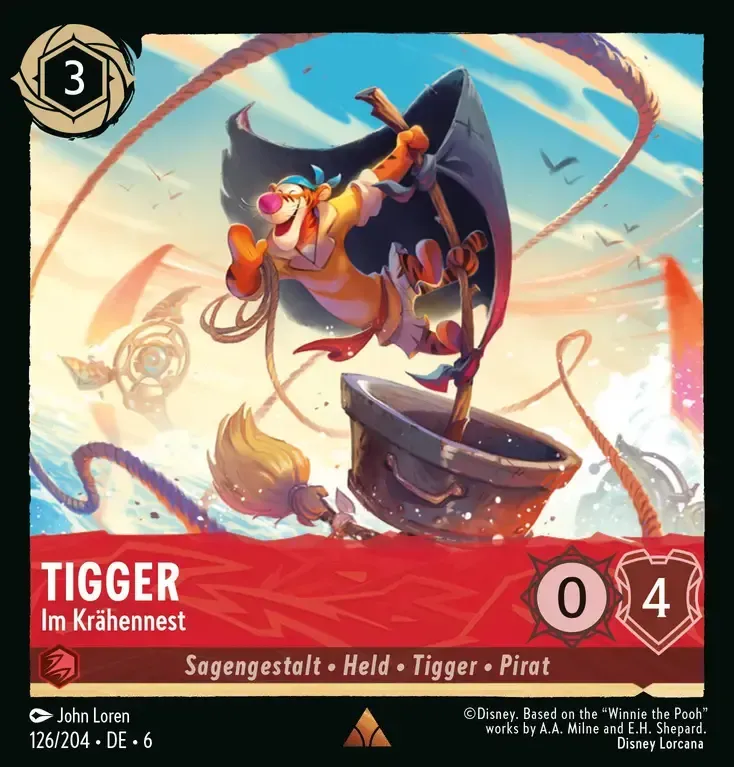 3
TIGGER
Im Krähennest
0
4
Sagengestalt • Held • Tigger • Pirat
John Loren
126/204 • DE • 6
©Disney. Based on the “Winnie the Pooh”
works by A.A. Milne and E.H. Shepard.
Disney Lorcana